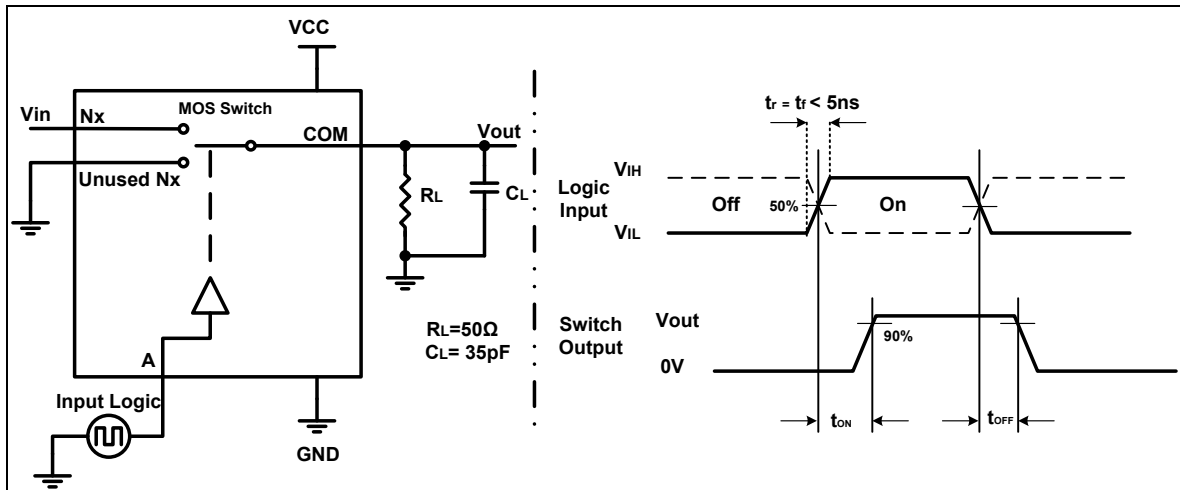 VCC
MOS Switch
Vin
Nx
COM
Vout
Unused Nx
RL
CL
A
RL=50Ω
CL= 35pF
Input Logic
GND
tr = tf < 5ns
VIH
Logic
Input
Off
50%
On
VIL
Switch
Output
Vout
90%
0V
tON
tOFF